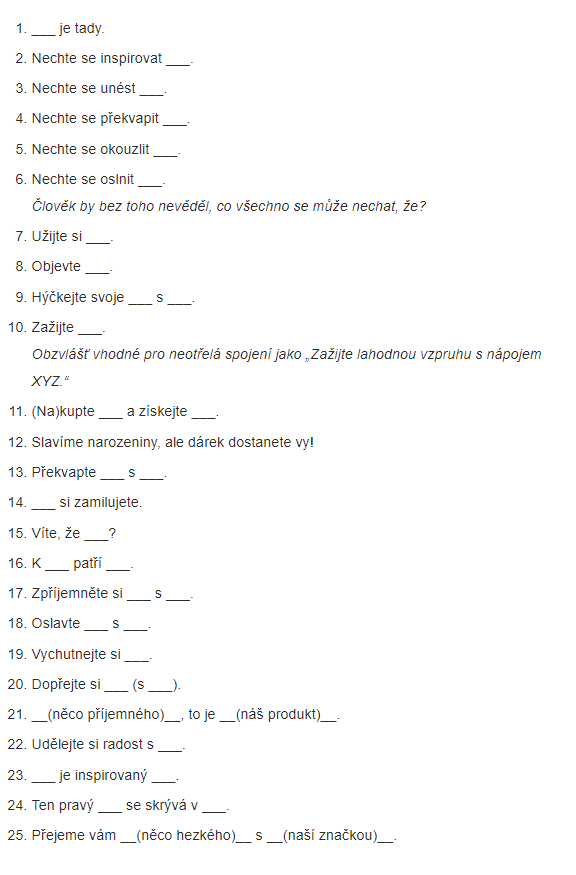 1. ___ je tady.
2. Nechte se inspirovat ___.
3. Nechte se unést ___.
4. Nechte se překvapit ___.
5. Nechte se okouzlit ___.
6. Nechte se oslnit ___.
Člověk by bez toho nevěděl, co všechno se může nechat, že?
7. Užijte si ___.
8. Objevte ___.
9. Hýčkejte svoje ___ s ___.
10. Zažijte ___.
Obzvlášť vhodné pro neotřelá spojení jako „Zažijte lahodnou vzpruhu s nápojem
XYZ.“
11. (Na)kupte ___ a získejte ___.
12. Slavíme narozeniny, ale dárek dostanete vy!
13. Překvapte ___ s ___.
14. ___ si zamilujete.
15. Víte, že ___?
16. K ___ patří ___.
17. Zpříjemněte si ___ s ___.
18. Oslavte ___ s ___.
19. Vychutnejte si ___.
20. Dopřejte si ___ (s ___).
21. __(něco příjemného)__, to je __(náš produkt)__.
22. Udělejte si radost s ___.
23. ___ je inspirovaný ___.
24. Ten pravý ___ se skrývá v ___.
25. Přejeme vám __(něco hezkého)__ s __(naší značkou)__.